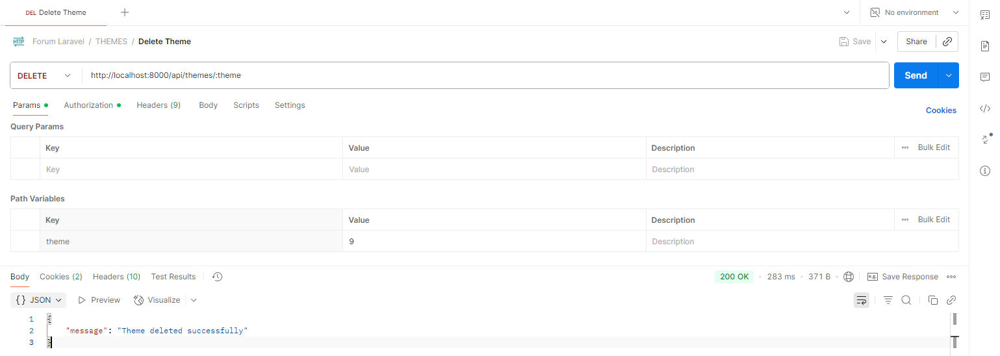 DEL Delete Theme
No environment
HTTP Forum Laravel / THEMES / Delete Theme
Save
Share
DELETE http://localhost:8000/api/themes/:theme
Send
Params Authorization Headers (9) Body Scripts Settings
Cookies
Query Params
Key Value Description Bulk Edit
Key Value Description
Path Variables
Key Value Description Bulk Edit
theme 9 Description
Body Cookies (2) Headers (10) Test Results
200 OK • 283 ms • 371 B • e.g. Save Response
{} JSON Preview Visualize
1 {
2 "message": "Theme deleted successfully"
3 }